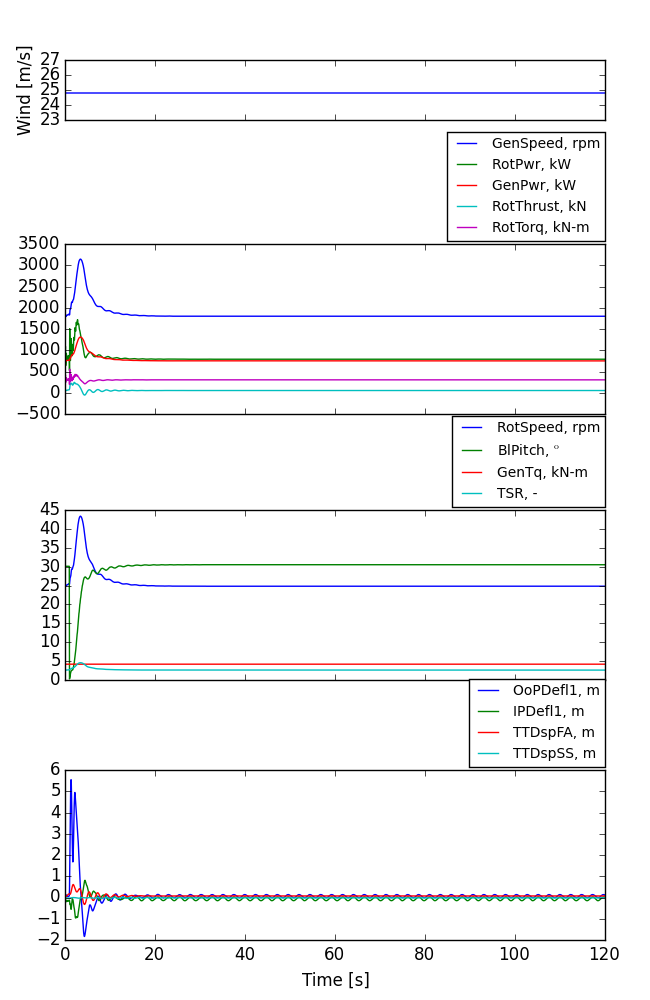 Wind [m/s]
27
26
25
24
23
GenSpeed, rpm
RotPwr, kW
GenPwr, kW
RotThrust, kN
RotTorq, kN-m
3500
3000
2500
2000
1500
1000
500
0
−500
RotSpeed, rpm
BlPitch, °
GenTq, kN-m
TSR, -
45
40
35
30
25
20
15
10
5
0
OoPDefl1, m
IPDefl1, m
TTDspFA, m
TTDspSS, m
6
5
4
3
2
1
0
−1
−2
0 20 40 60 80 100 120
Time [s]